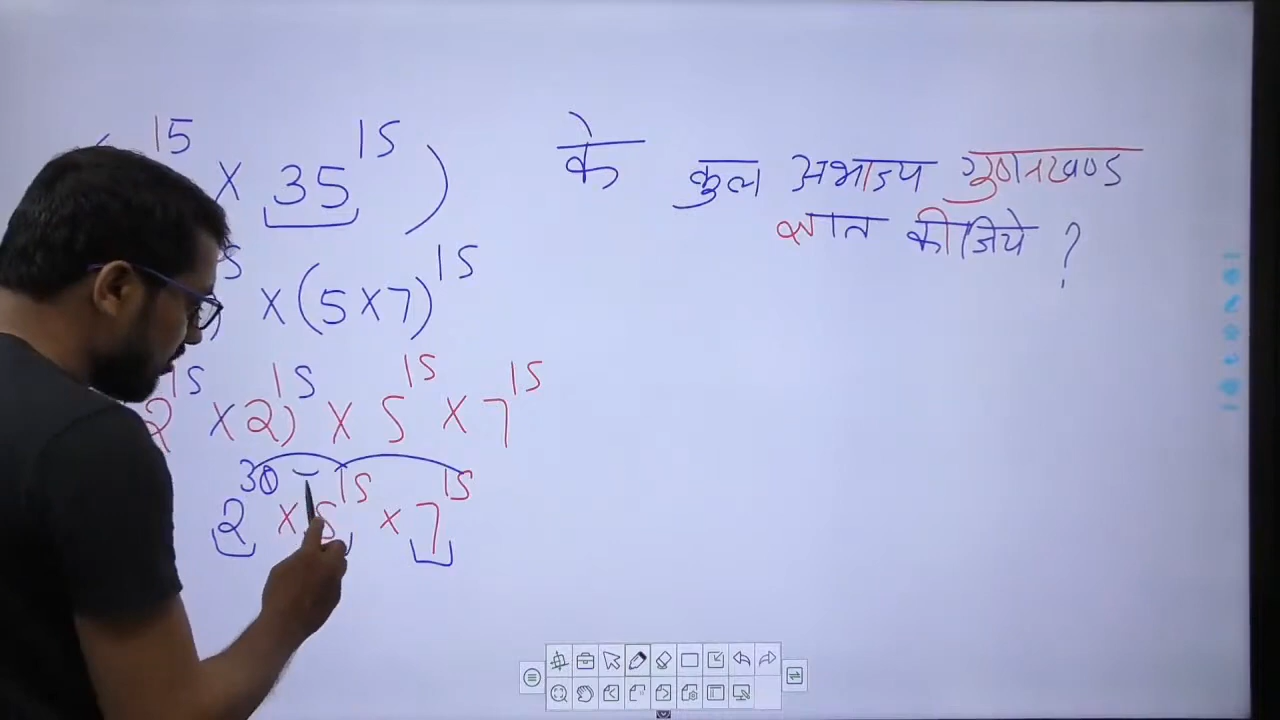 15 × 35^15 ) के कुल अभाज्य गुणनखण्ड
ज्ञात कीजिये ?
× (5×7)^15
2^15 × 2)^15 × 5^15 × 7^15
2^30 × 5^15 × 7^15